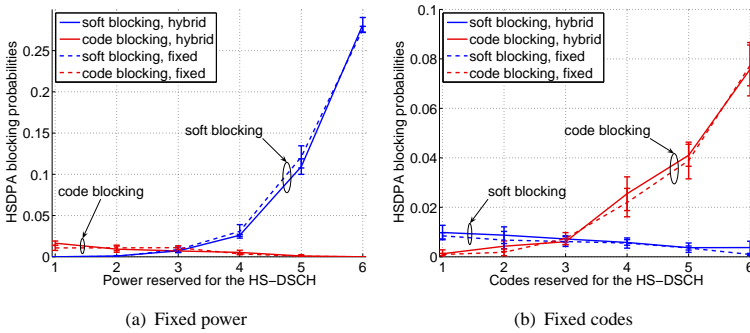 soft blocking, hybrid
code blocking, hybrid
soft blocking, fixed
code blocking, fixed
HSDPA blocking probabilities
0.25
0.2
0.15
0.1
0.05
0
soft blocking
code blocking
1 2 3 4 5 6
Power reserved for the HS−DSCH
(a) Fixed power
soft blocking, hybrid
code blocking, hybrid
soft blocking, fixed
code blocking, fixed
HSDPA blocking probabilities
0.1
0.08
0.06
0.04
0.02
0
code blocking
soft blocking
1 2 3 4 5 6
Codes reserved for the HS−DSCH
(b) Fixed codes